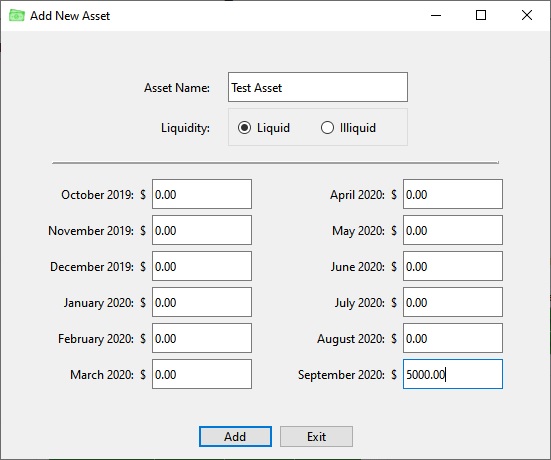 Add New Asset
Asset Name: Test Asset
Liquidity: Liquid Illiquid
October 2019: $ 0.00 April 2020: $ 0.00
November 2019: $ 0.00 May 2020: $ 0.00
December 2019: $ 0.00 June 2020: $ 0.00
January 2020: $ 0.00 July 2020: $ 0.00
February 2020: $ 0.00 August 2020: $ 0.00
March 2020: $ 0.00 September 2020: $ 5000.00
Add Exit